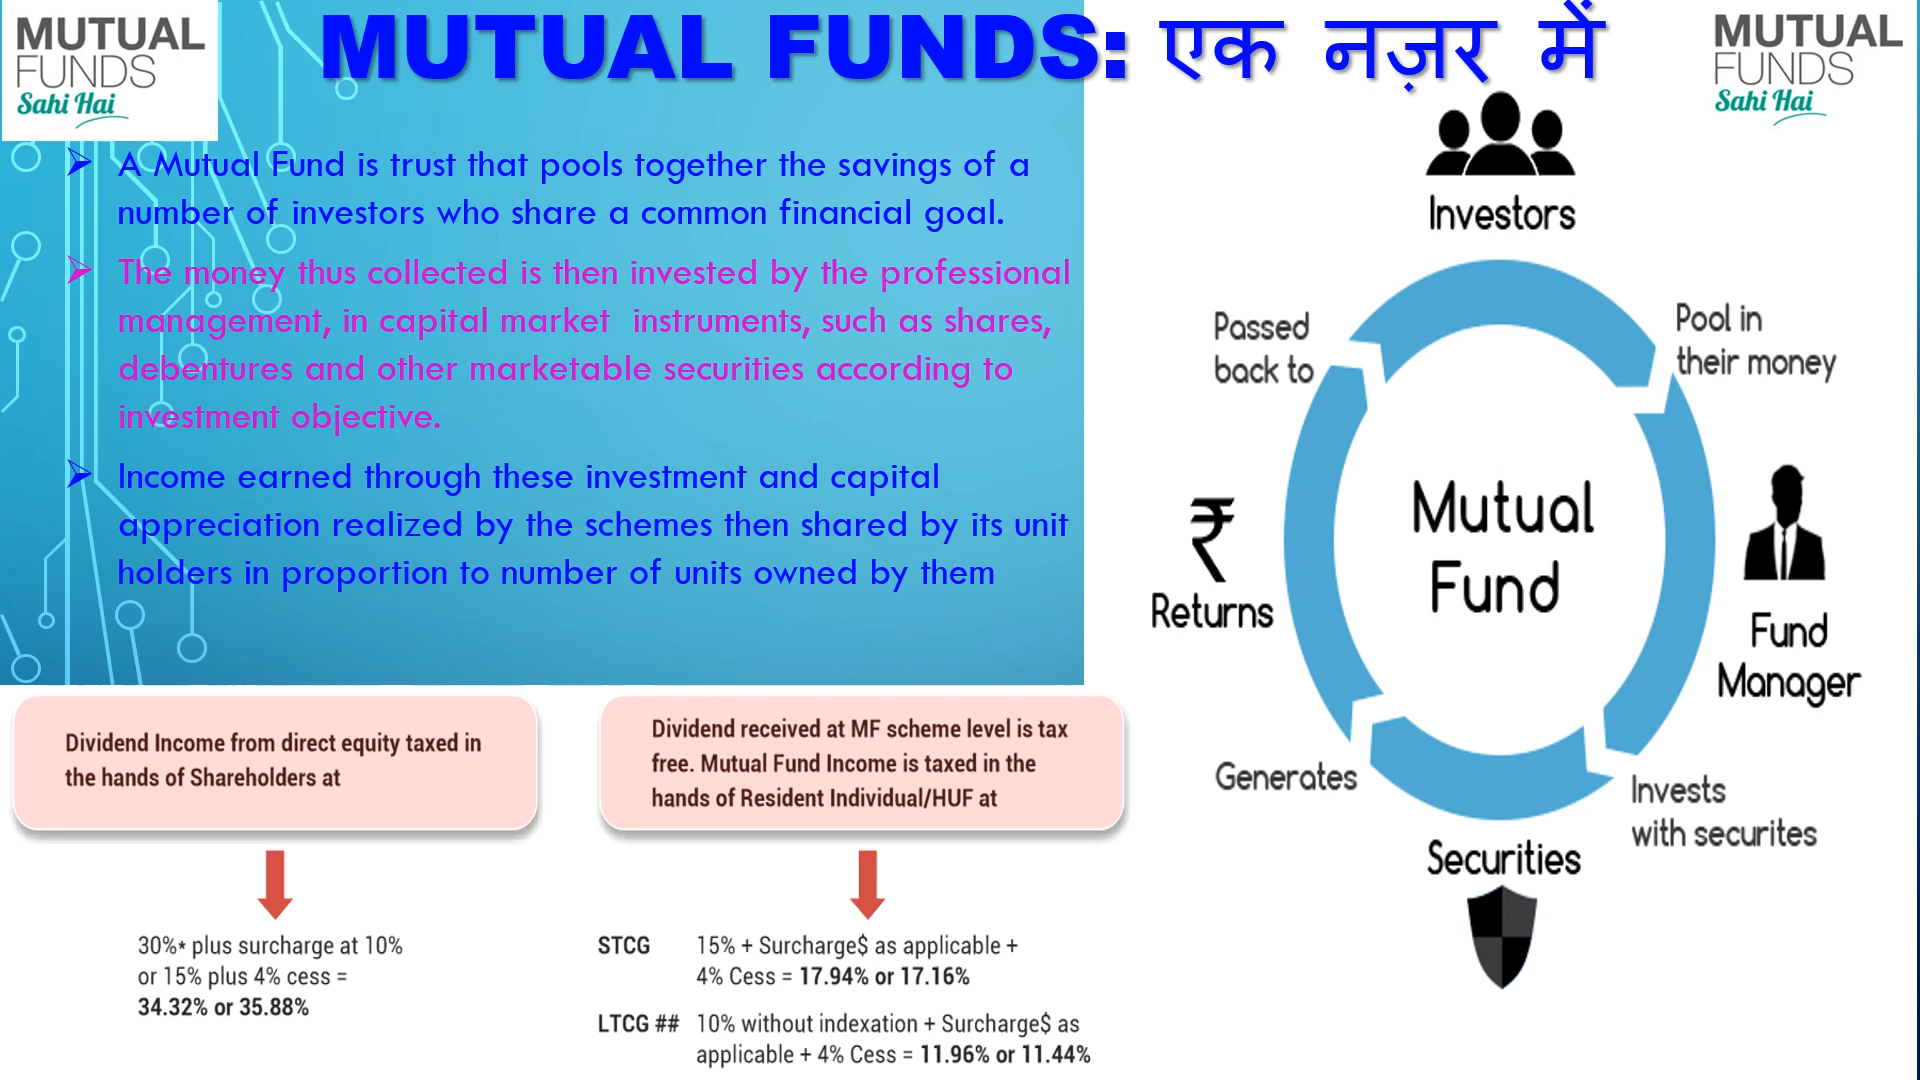 MUTUAL
FUNDS
Sahi Hai
MUTUAL FUNDS: एक नज़र में
MUTUAL
FUNDS
Sahi Hai
A Mutual Fund is trust that pools together the savings of a
number of investors who share a common financial goal.
The money thus collected is then invested by the professional
management, in capital market instruments, such as shares,
debentures and other marketable securities according to
investment objective.
Income earned through these investment and capital
appreciation realized by the schemes then shared by its unit
holders in proportion to number of units owned by them
Investors
Pool in
their money
Fund
Manager
Invests
with securites
Securities
Generates
₹
Returns
Passed
back to
Mutual
Fund
Dividend Income from direct equity taxed in
the hands of Shareholders at
30%* plus surcharge at 10%
or 15% plus 4% cess =
34.32% or 35.88%
Dividend received at MF scheme level is tax
free. Mutual Fund Income is taxed in the
hands of Resident Individual/HUF at
STCG 15% + Surcharge$ as applicable +
4% Cess = 17.94% or 17.16%
LTCG ## 10% without indexation + Surcharge$ as
applicable + 4% Cess = 11.96% or 11.44%